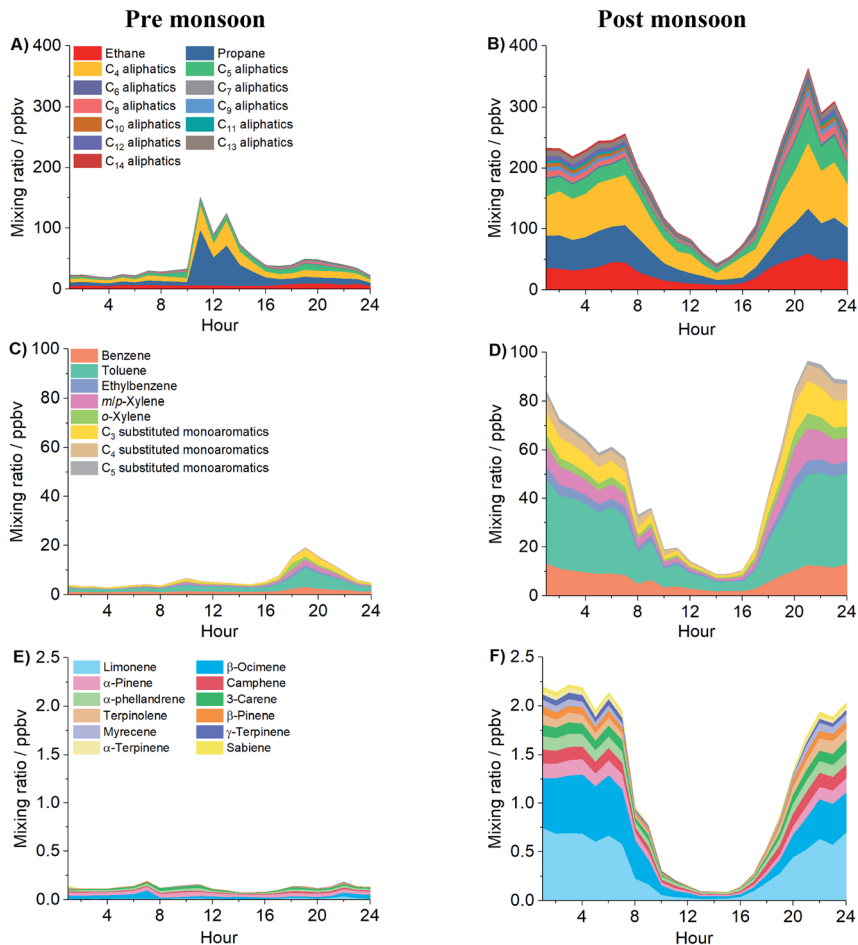 Pre monsoon Post monsoon
A) B)
400 400
300 300
200 200
100 100
0 0
Mixing ratio / ppbv Mixing ratio / ppbv
Ethane Propane
C4 aliphatics C5 aliphatics
C6 aliphatics C7 aliphatics
C8 aliphatics C9 aliphatics
C10 aliphatics C11 aliphatics
C12 aliphatics C13 aliphatics
C14 aliphatics
4 8 12 16 20 24 4 8 12 16 20 24
Hour Hour
C) D)
100 100
80 80
60 60
40 40
20 20
0 0
Mixing ratio / ppbv Mixing ratio / ppbv
Benzene
Toluene
Ethylbenzene
m/p-Xylene
o-Xylene
C3 substituted monoaromatics
C4 substituted monoaromatics
C5 substituted monoaromatics
4 8 12 16 20 24 4 8 12 16 20 24
Hour Hour
E) F)
2.5 2.5
2.0 2.0
1.5 1.5
1.0 1.0
0.5 0.5
0.0 0.0
Mixing ratio / ppbv Mixing ratio / ppbv
Limonene β-Ocimene
α-Pinene Camphene
α-phellandrene 3-Carene
Terpinolene β-Pinene
Myrecene γ-Terpinene
α-Terpinene Sabiene
4 8 12 16 20 24 4 8 12 16 20 24
Hour Hour